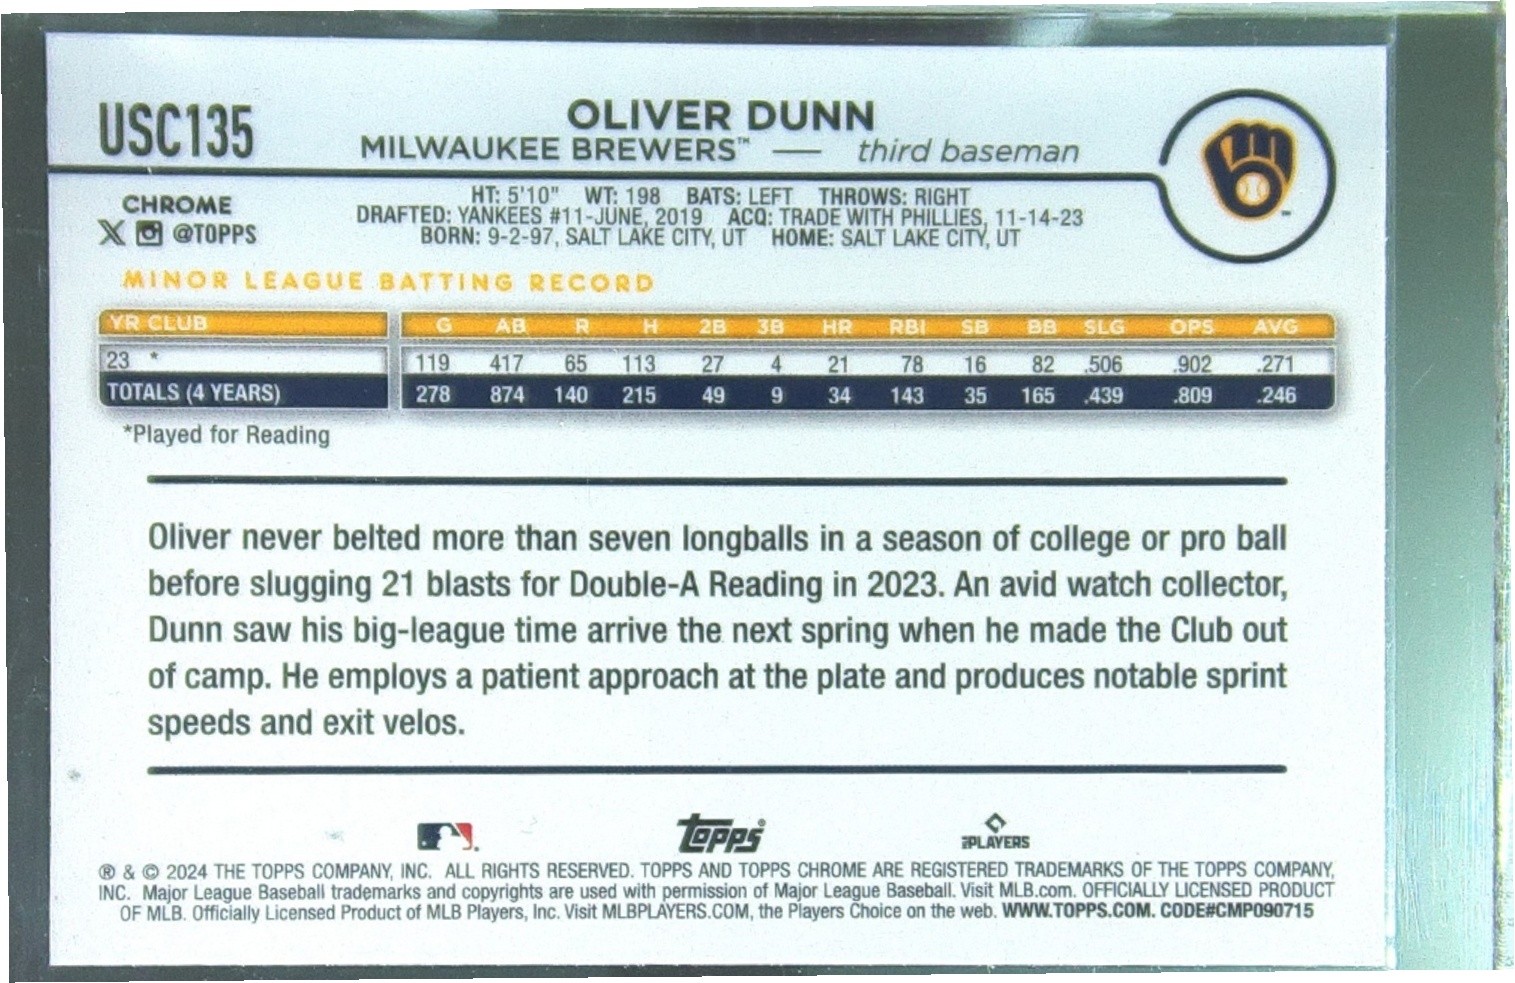 USC135
OLIVER DUNN
MILWAUKEE BREWERS™ — third baseman
CHROME
X @TOPPS
HT: 5'10" WT: 198 BATS: LEFT THROWS: RIGHT
DRAFTED: YANKEES #11-JUNE, 2019 ACQ: TRADE WITH PHILLIES, 11-14-23
BORN: 9-2-97, SALT LAKE CITY, UT HOME: SALT LAKE CITY, UT
MINOR LEAGUE BATTING RECORD
YR CLUB G AB R H 2B 3B HR RBI SB BB SLG OPS AVG
23 * 119 417 65 113 27 4 21 78 16 82 .506 .902 .271
TOTALS (4 YEARS) 278 874 140 215 49 9 34 143 35 165 .439 .809 .246
*Played for Reading
Oliver never belted more than seven longballs in a season of college or pro ball
before slugging 21 blasts for Double-A Reading in 2023. An avid watch collector,
Dunn saw his big-league time arrive the next spring when he made the Club out
of camp. He employs a patient approach at the plate and produces notable sprint
speeds and exit velos.
Topps®
PLAYERS
® & © 2024 THE TOPPS COMPANY, INC. ALL RIGHTS RESERVED. TOPPS AND TOPPS CHROME ARE REGISTERED TRADEMARKS OF THE TOPPS COMPANY,
INC. Major League Baseball trademarks and copyrights are used with permission of Major League Baseball. Visit MLB.com. OFFICIALLY LICENSED PRODUCT
OF MLB. Officially Licensed Product of MLB Players, Inc. Visit MLBPLAYERS.COM, the Players Choice on the web. WWW.TOPPS.COM. CODE#CMP090715